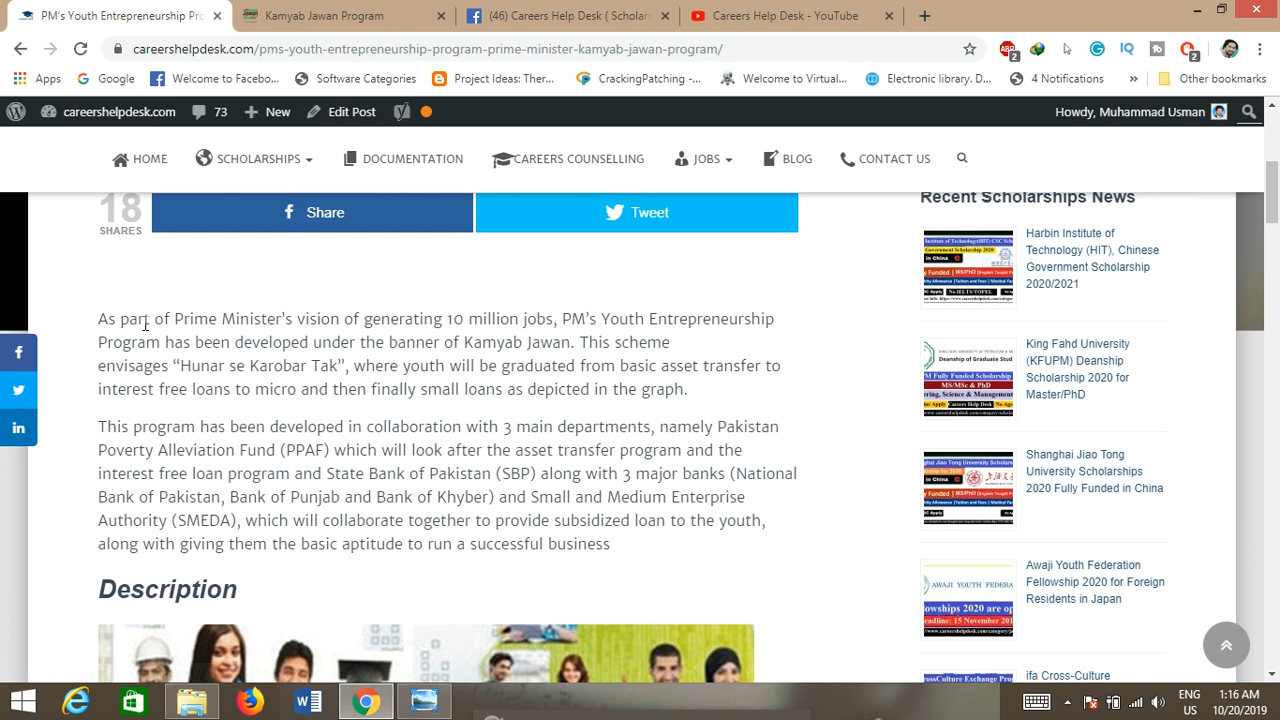 PM’s Youth Entrepreneurship Pr
Kamyab Jawan Program
(46) Careers Help Desk ( Scholars
Careers Help Desk - YouTube
careershelpdesk.com/pms-youth-entrepreneurship-program-prime-minister-kamyab-jawan-program/
Apps
Google
Welcome to Facebo...
Software Categories
Project Ideas: Ther...
CrackingPatching -...
Welcome to Virtual...
Electronic library. D...
4 Notifications
Other bookmarks
careershelpdesk.com
73
New
Edit Post
Howdy, Muhammad Usman
HOME
SCHOLARSHIPS
DOCUMENTATION
CAREERS COUNSELLING
JOBS
BLOG
CONTACT US
18
SHARES
Share
Tweet
As part of Prime Minister’s vision of generating 10 million jobs, PM’s Youth Entrepreneurship
Program has been developed under the banner of Kamyab Jawan. This scheme
envisages “Hunar se Rozgar tak”, where youth will be graduated from basic asset transfer to
interest free loans program and then finally small bank loans as explained in the graph.
This program has been developed in collaboration with 3 main departments, namely Pakistan
Poverty Alleviation Fund (PPAF) which will look after the asset transfer program and the
interest free loan program. State Bank of Pakistan (SBP) along with 3 main banks (National
Bank of Pakistan, Bank of Punjab and Bank of Khyber) and Small and Medium Enterprise
Authority (SMEDA), which will collaborate together to provide subsidized loan to the youth,
along with giving them the basic aptitude to run a successful business
Description
Recent Scholarships News
Harbin Institute of
Technology (HIT), Chinese
Government Scholarship
2020/2021
King Fahd University
(KFUPM) Deanship
Scholarship 2020 for
Master/PhD
Shanghai Jiao Tong
University Scholarships
2020 Fully Funded in China
Awaji Youth Federation
Fellowship 2020 for Foreign
Residents in Japan
ifa Cross-Culture
ENG
US
1:16 AM
10/20/2019